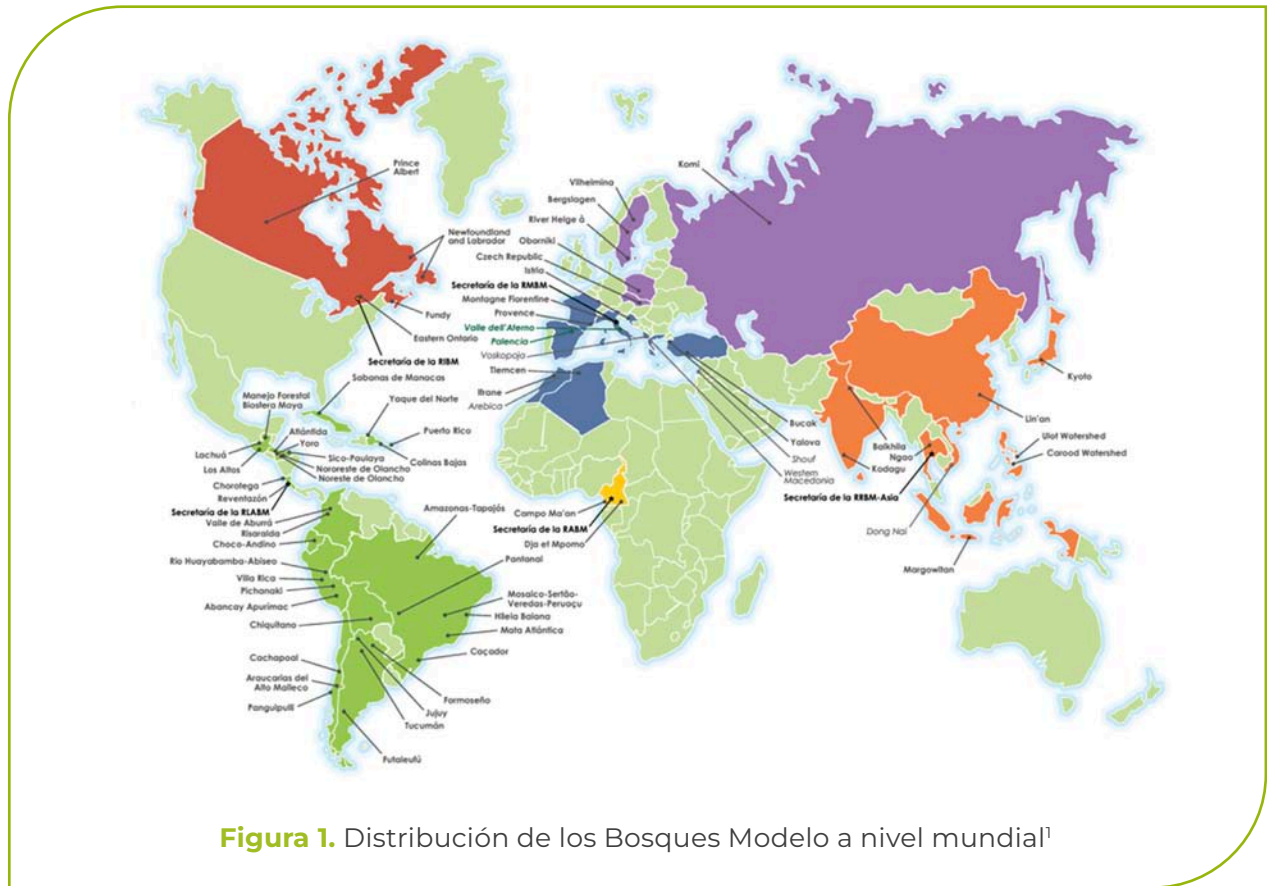 Prince
Albert
Newfoundland
and Labrador
Fundy
Eastern Ontario
Secretaría de la RIBM
Sabanas de Manacas
Manejo Forestal
Biosfera Maya
Yaque del Norte
Atlántida
Yoro
Puerto Rico
Lachuá
Sico-Paulaya
Colinas Bajas
Los Altos
Nororeste de Olancho
Noreste de Olancho
Chorotega
Reventazón
Secretaría de la RLABM
Valle de Aburrá
Risaralda
Choco-Andino
Río Huayabamba-Abiseo
Villa Rica
Pichanaki
Abancay Apurimac
Chiquitano
Cachapoal
Araucarias del
Alto Malleco
Panguipulli
Futaleufú
Tucumán
Jujuy
Formoseño
Caçador
Mata Atlántica
Hileia Baiana
Mosaico-Sertão-
Veredas-Peruaçu
Pantanal
Amazonas-Tapajós
Komi
Vilhelmina
Bergslagen
River Helge å
Oborniki
Czech Republic
Istria
Secretaría de la RMBM
Montagne Fiorentine
Provence
Valle dell'Aterno
Palencia
Voskopoja
Tlemcen
Ifrane
Arebica
Bucak
Yalova
Shouf
Western
Macedonia
Campo Ma'an
Secretaría de la RABM
Dja et Mpomo
Kyoto
Lin'an
Ulot Watershed
Carood Watershed
Balkhila
Ngao
Kodagu
Secretaría de la RRBM-Asia
Dong Nai
Margowitan
Figura 1. Distribución de los Bosques Modelo a nivel mundial¹